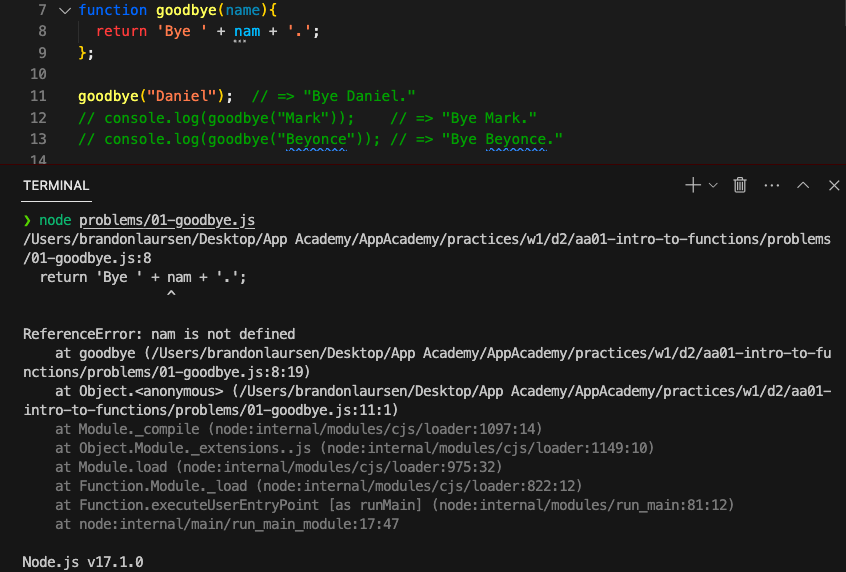 7 function goodbye(name){
8 return 'Bye ' + nam + '.';
9 };
10
11 goodbye("Daniel"); // => "Bye Daniel."
12 // console.log(goodbye("Mark")); // => "Bye Mark."
13 // console.log(goodbye("Beyonce")); // => "Bye Beyonce."
14
TERMINAL
❯ node problems/01-goodbye.js
/Users/brandonlaursen/Desktop/App Academy/AppAcademy/practices/w1/d2/aa01-intro-to-functions/problems
/01-goodbye.js:8
return 'Bye ' + nam + '.';
^
ReferenceError: nam is not defined
at goodbye (/Users/brandonlaursen/Desktop/App Academy/AppAcademy/practices/w1/d2/aa01-intro-to-fu
nctions/problems/01-goodbye.js:8:19)
at Object.<anonymous> (/Users/brandonlaursen/Desktop/App Academy/AppAcademy/practices/w1/d2/aa01-
intro-to-functions/problems/01-goodbye.js:11:1)
at Module._compile (node:internal/modules/cjs/loader:1097:14)
at Object.Module._extensions..js (node:internal/modules/cjs/loader:1149:10)
at Module.load (node:internal/modules/cjs/loader:975:32)
at Function.Module._load (node:internal/modules/cjs/loader:822:12)
at Function.executeUserEntryPoint [as runMain] (node:internal/modules/run_main:81:12)
at node:internal/main/run_main_module:17:47
Node.js v17.1.0